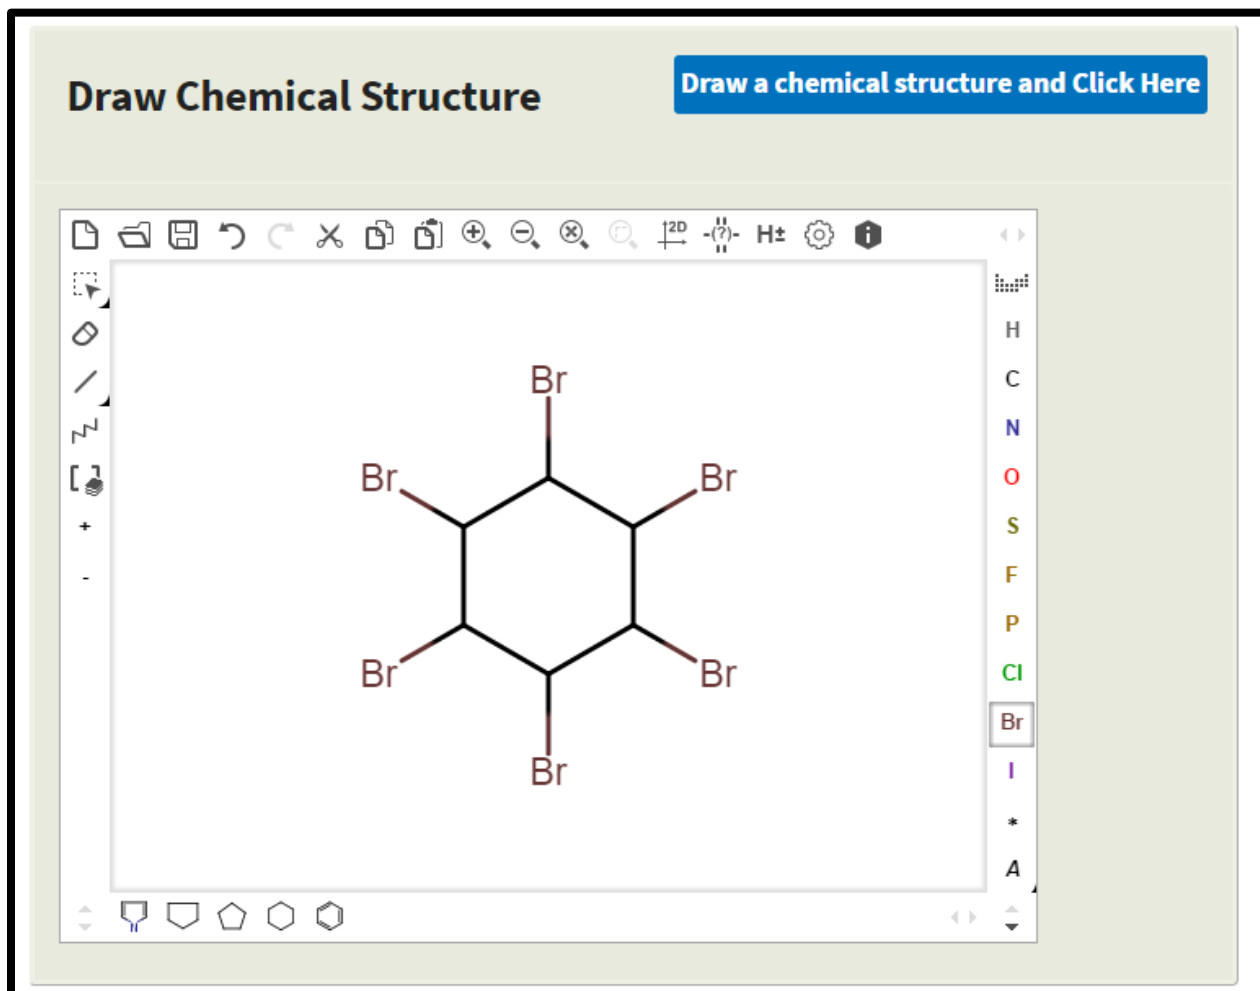 Draw Chemical Structure
Draw a chemical structure and Click Here
2D
-(?)-
H±
i
H
C
N
O
S
F
P
Cl
Br
I
*
A
+
-
Br
Br
Br
Br
Br
Br